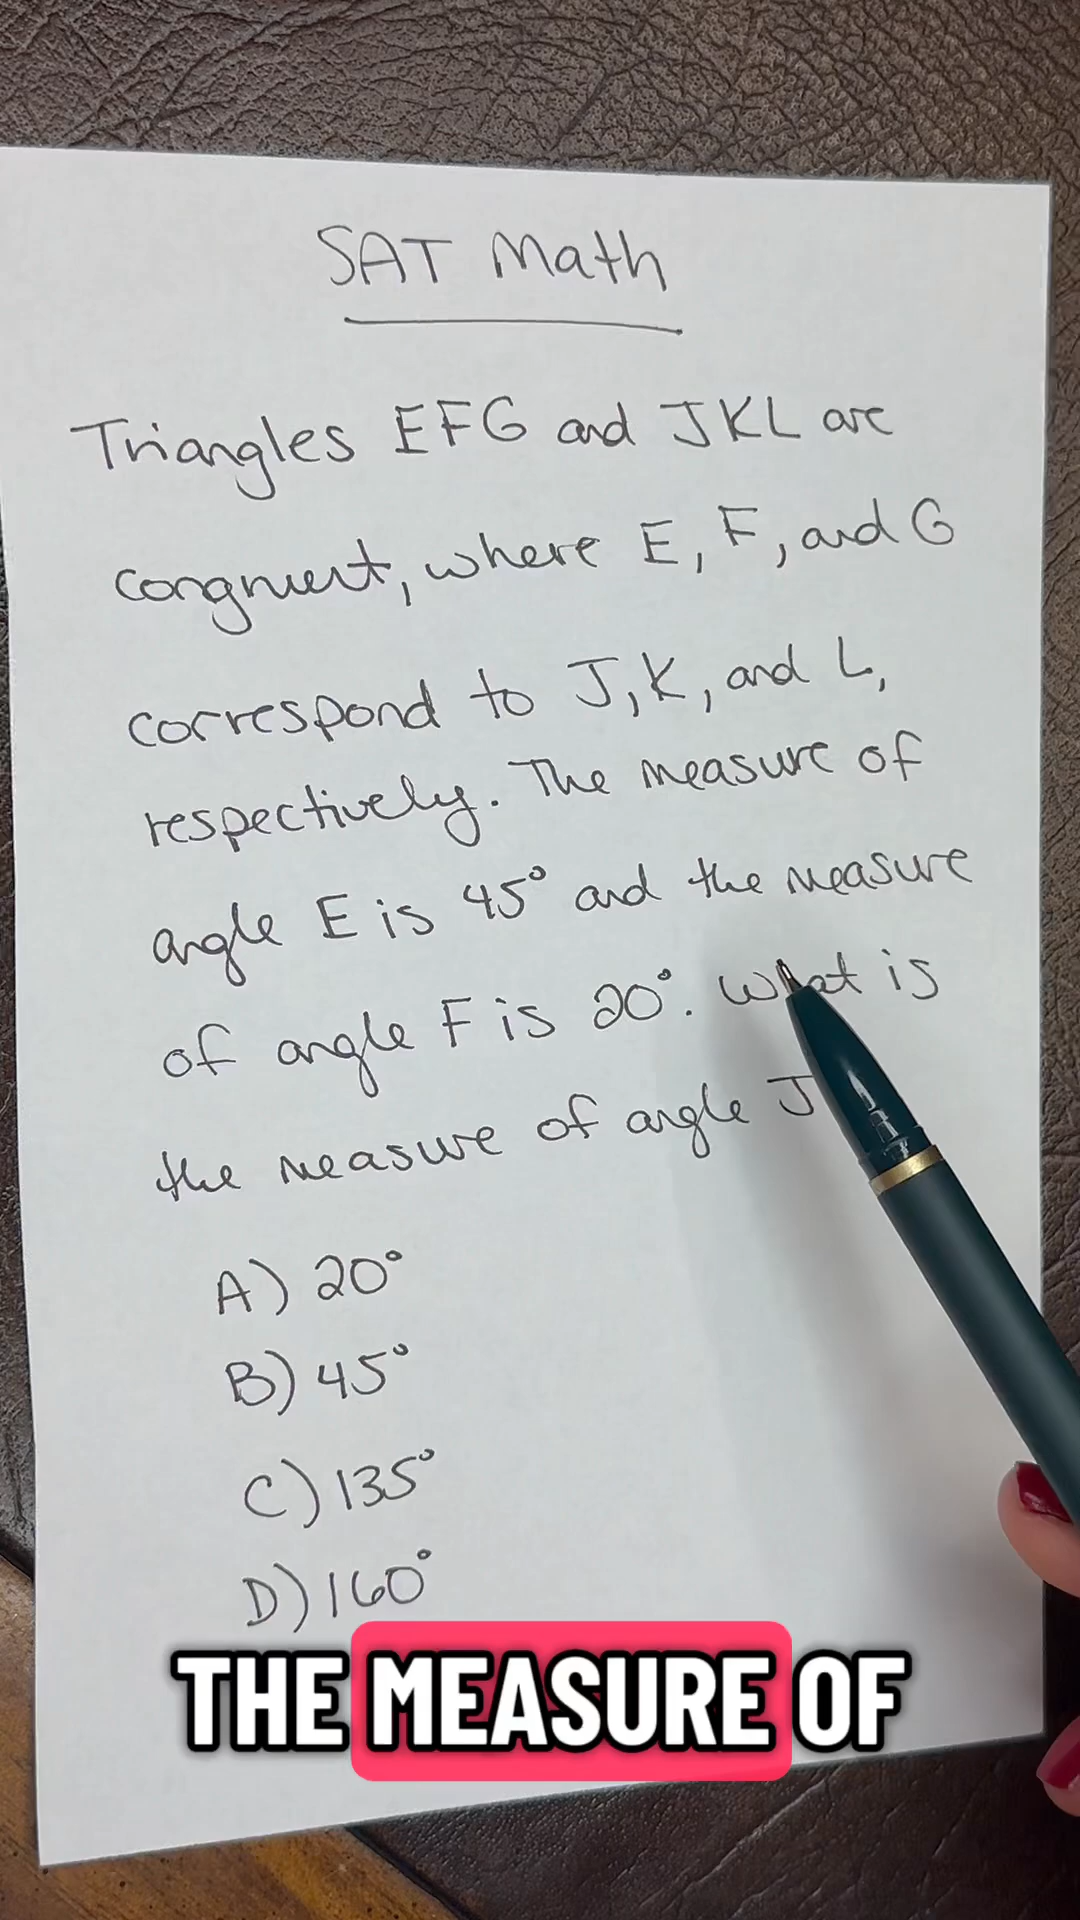 SAT Math
Triangles EFG and JKL are
congruent, where E, F, and G
correspond to J, K, and L,
respectively. The measure of
angle E is 45° and the measure
of angle F is 20°. What is
the measure of angle J
A) 20°
B) 45°
C) 135°
D) 160°
THE MEASURE OF